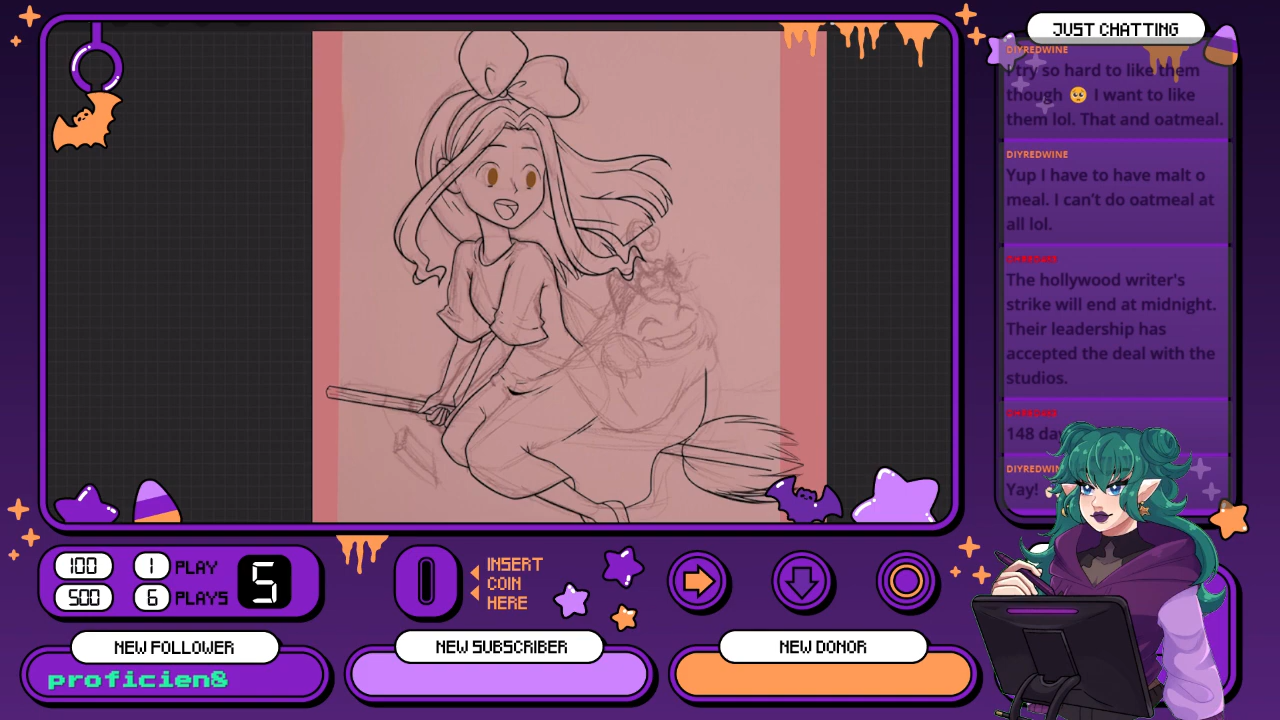 JUST CHATTING
DIYREDWINE
I try so hard to like them
though 🥺 I want to like
them lol. That and oatmeal.
DIYREDWINE
Yup I have to have malt o
meal. I can't do oatmeal at
all lol.
The hollywood writer's
strike will end at midnight.
Their leadership has
accepted the deal with the
studios.
148
DIYREDWINE
Yay!
100
1 PLAY
500
6 PLAYS
5
INSERT
COIN
HERE
NEW FOLLOWER
proficien&
NEW SUBSCRIBER
NEW DONOR